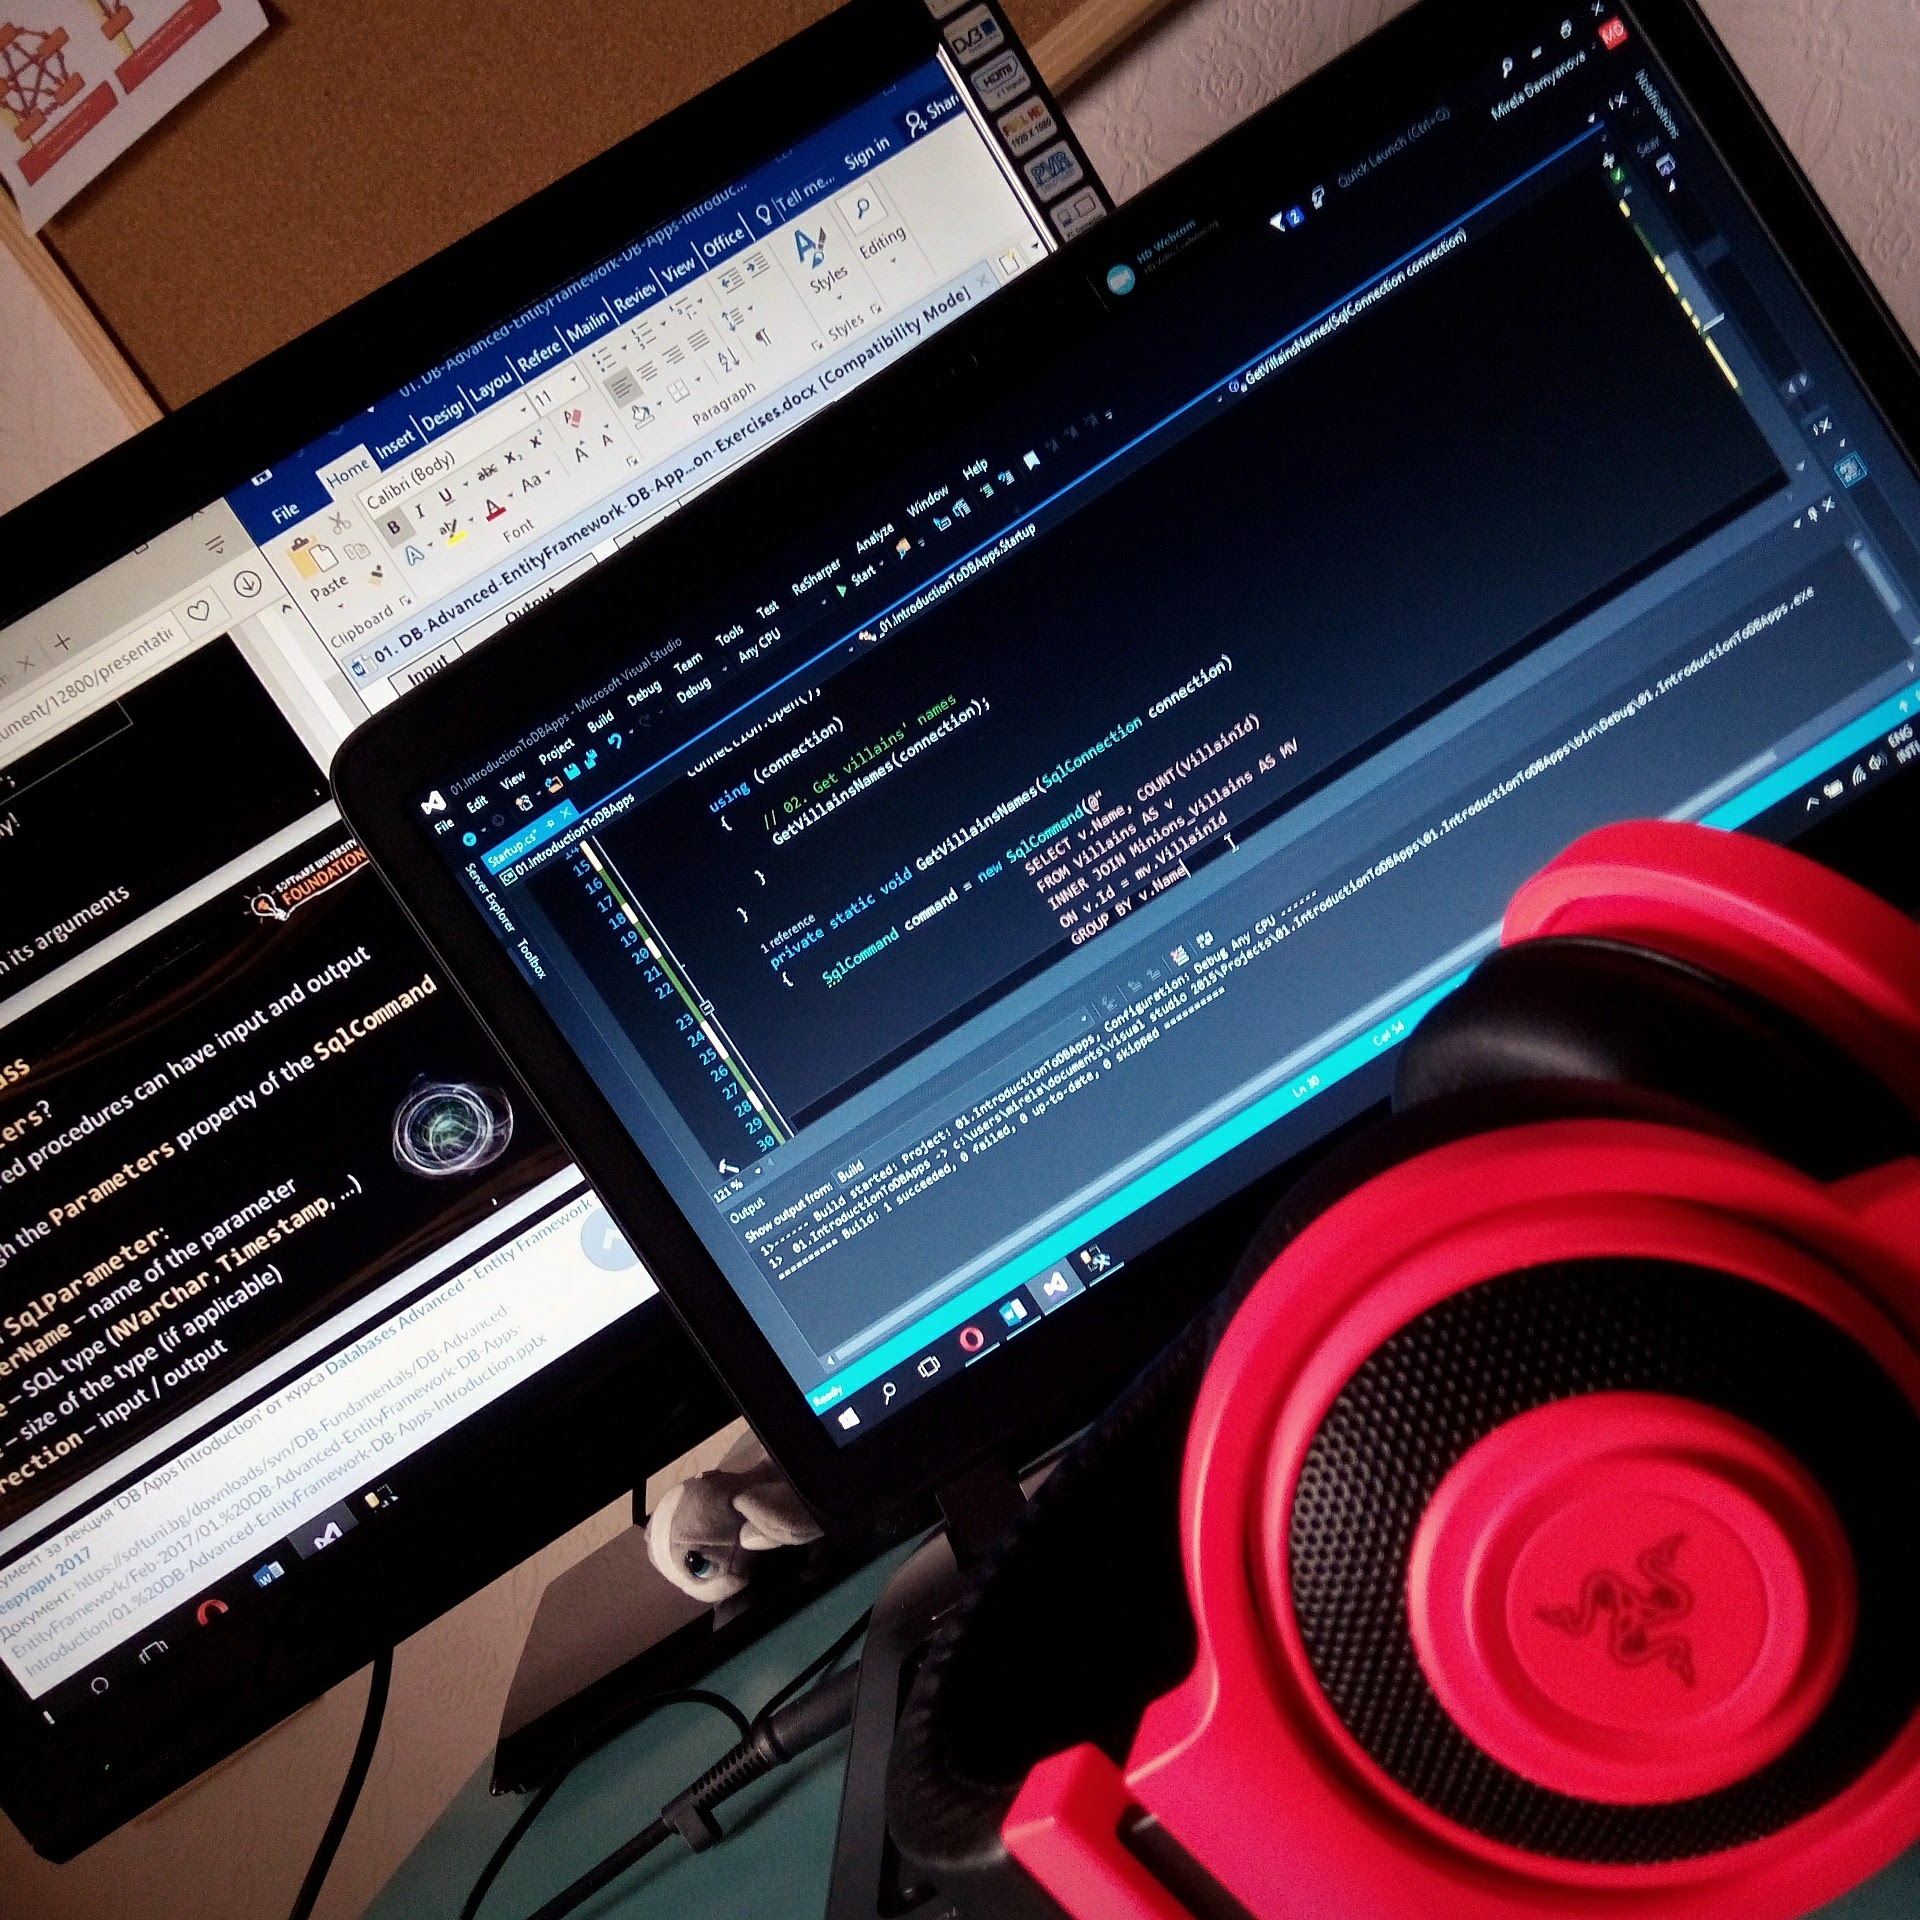 DVB
HDMI
FULL HD
1920 X 1080
PVR
01. DB-Advanced-EntityFramework-DB-Apps-Introduc...
Sign in
File
Home
Insert
Layou
Refere
Mailin
Review
View
Office
Tell me...
Calibri (Body)
11
Paste
Clipboard
Font
Paragraph
Styles
Styles
Editing
01. DB-Advanced-EntityFramework-DB-App...on-Exercises.docx [Compatibility Mode]
Input
Output
ument/12800/presentati
n its arguments
SOFTWARE UNIVERSITY
FOUNDATION
ass
ers?
red procedures can have input and output
gh the Parameters property of the SqlCommand
SqlParameter:
erName – name of the parameter
e – SQL type (NVarChar, Timestamp, …)
e – size of the type (if applicable)
rection – input / output
умент за лекция 'DB Apps Introduction' от курса Databases Advanced - Entity Framework -
евруари 2017
Документ: https://softuni.bg/downloads/svn/DB-Fundamentals/DB-Advanced-
EntityFramework/Feb-2017/01.%20DB-Advanced-EntityFramework-DB-Apps-
Introduction/01.%20DB-Advanced-EntityFramework-DB-Apps-Introduction.pptx
HD Webcam
01.IntroductionToDBApps - Microsoft Visual Studio
2
Quick Launch (Ctrl+Q)
Mirela Damyanova
MD
Notifications
File
Edit
View
Project
Build
Debug
Team
Tools
Test
ReSharper
Analyze
Window
Help
Debug
Any CPU
Start
Server Explorer
Toolbox
Startup.cs*
01.IntroductionToDBApps
_01.IntroductionToDBApps.Startup
GetVillainsNames(SqlConnection connection)
connection.Open();
15
16 using (connection)
17 {
18 // 02. Get villains' names
19 GetVillainsNames(connection);
20
21 }
22 }
1 reference
23 private static void GetVillainsNames(SqlConnection connection)
24 {
25 SqlCommand command = new SqlCommand(@"
26 SELECT v.Name, COUNT(VillainId)
27 FROM Villains AS v
28 INNER JOIN Minions_Villains AS MV
29 ON v.Id = mv.VillainId
30 GROUP BY v.Name
121 %
Output
Show output from: Build
1>------ Build started: Project: 01.IntroductionToDBApps, Configuration: Debug Any CPU ------
1> 01.IntroductionToDBApps -> c:\users\mirela\documents\visual studio 2015\Projects\01.IntroductionToDBApps\01.IntroductionToDBApps\bin\Debug\01.IntroductionToDBApps.exe
========== Build: 1 succeeded, 0 failed, 0 up-to-date, 0 skipped ==========
Ready
Ln 30
ENG